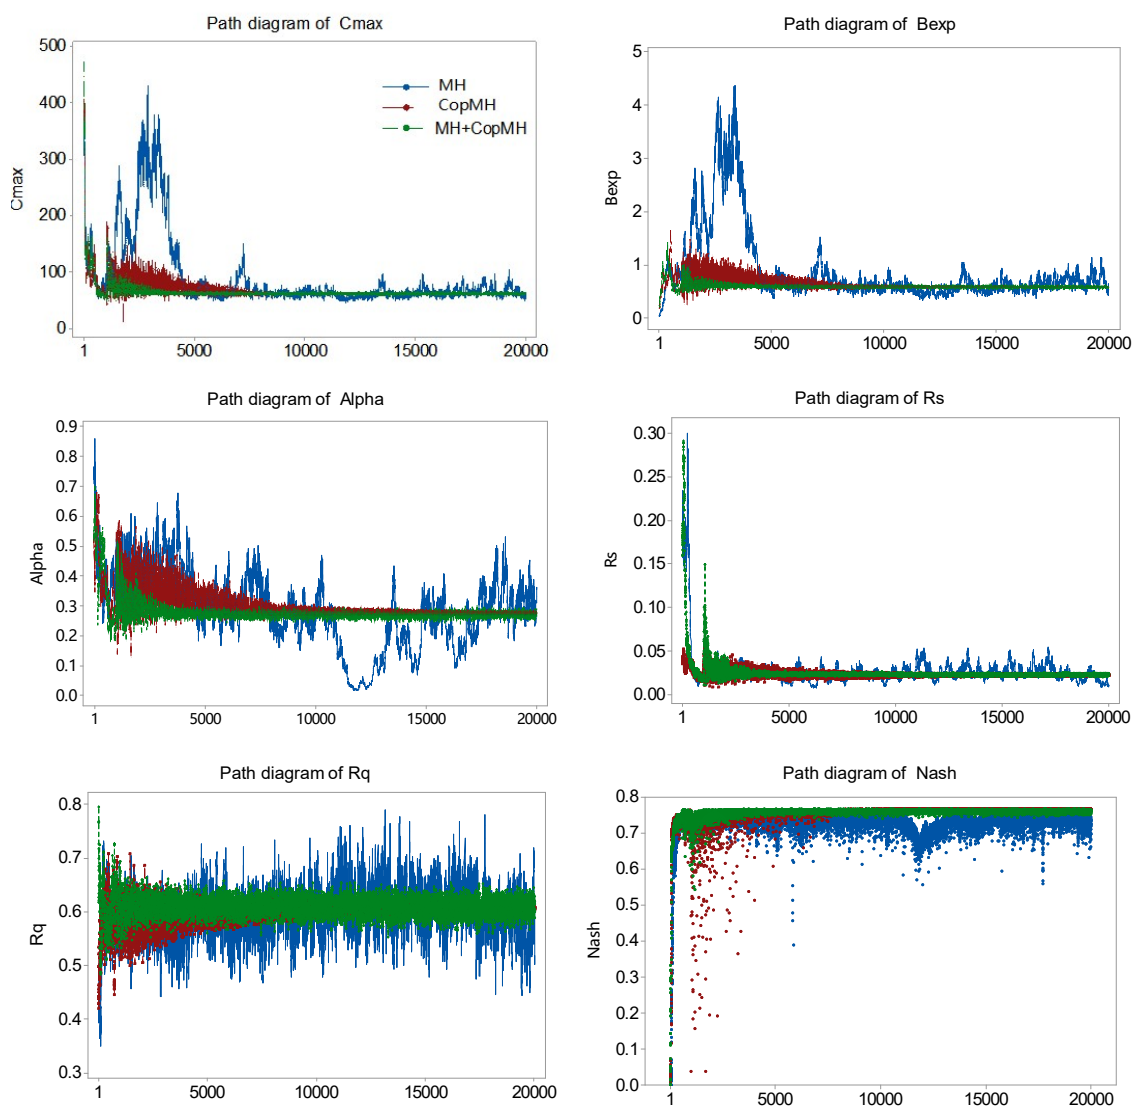 Path diagram of Cmax
500
400
300
200
100
0
Cmax
MH
CopMH
MH+CopMH
1 5000 10000 15000 20000
Path diagram of Bexp
5
4
3
2
1
0
Bexp
1 5000 10000 15000 20000
Path diagram of Alpha
0.9
0.8
0.7
0.6
0.5
0.4
0.3
0.2
0.1
0.0
Alpha
1 5000 10000 15000 20000
Path diagram of Rs
0.30
0.25
0.20
0.15
0.10
0.05
0.00
Rs
1 5000 10000 15000 20000
Path diagram of Rq
0.8
0.7
0.6
0.5
0.4
0.3
Rq
1 5000 10000 15000 20000
Path diagram of Nash
0.8
0.7
0.6
0.5
0.4
0.3
0.2
0.1
0.0
Nash
1 5000 10000 15000 20000